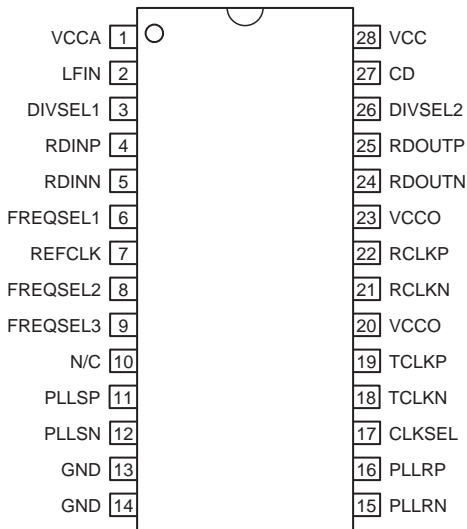 VCCA 1 28 VCC
LFIN 2 27 CD
DIVSEL1 3 26 DIVSEL2
RDINP 4 25 RDOUTP
RDINN 5 24 RDOUTN
FREQSEL1 6 23 VCCO
REFCLK 7 22 RCLKP
FREQSEL2 8 21 RCLKN
FREQSEL3 9 20 VCCO
N/C 10 19 TCLKP
PLLSP 11 18 TCLKN
PLLSN 12 17 CLKSEL
GND 13 16 PLLRP
GND 14 15 PLLRN